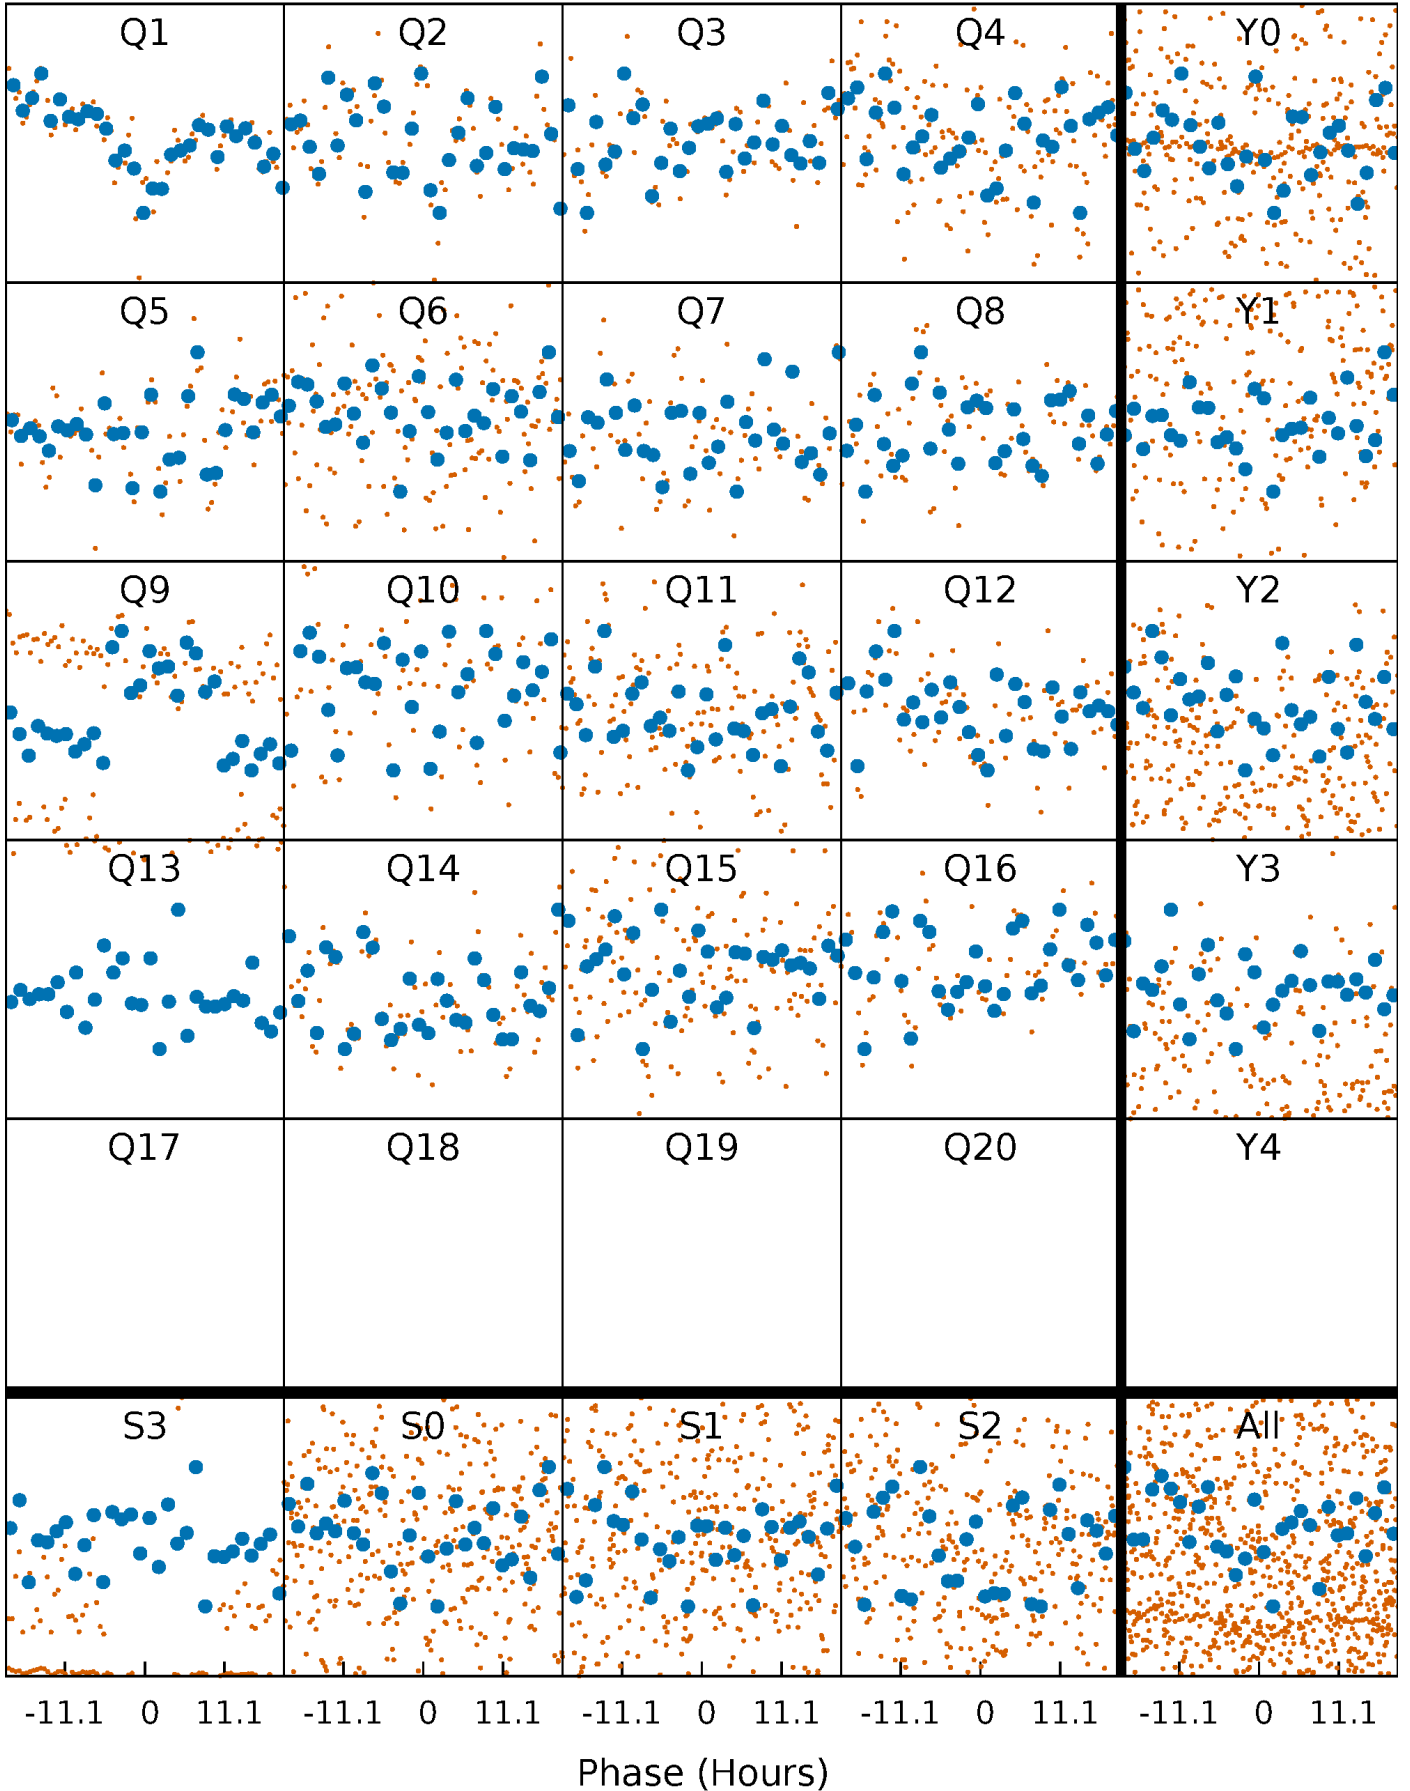 Q1 Q2 Q3 Q4 Y0
Q5 Q6 Q7 Q8 Y1
Q9 Q10 Q11 Q12 Y2
Q13 Q14 Q15 Q16 Y3
Q17 Q18 Q19 Q20 Y4
S3 S0 S1 S2 All
-11.1 0 11.1 -11.1 0 11.1 -11.1 0 11.1 -11.1 0 11.1 -11.1 0 11.1
Phase (Hours)